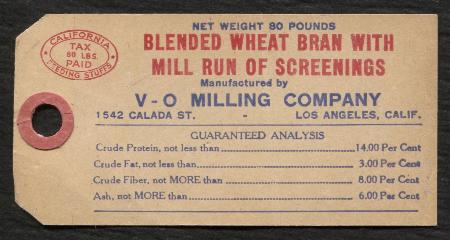 CALIFORNIA
TAX
80 LBS.
PAID
FEEDING STUFFS
NET WEIGHT 80 POUNDS
BLENDED WHEAT BRAN WITH
MILL RUN OF SCREENINGS
Manufactured by
V-O MILLING COMPANY
1542 CALADA ST. - LOS ANGELES, CALIF.
GUARANTEED ANALYSIS
Crude Protein, not less than 14.00 Per Cent
Crude Fat, not less than 3.00 Per Cent
Crude Fiber, not MORE than 8.00 Per Cent
Ash, not MORE than 6.00 Per Cent